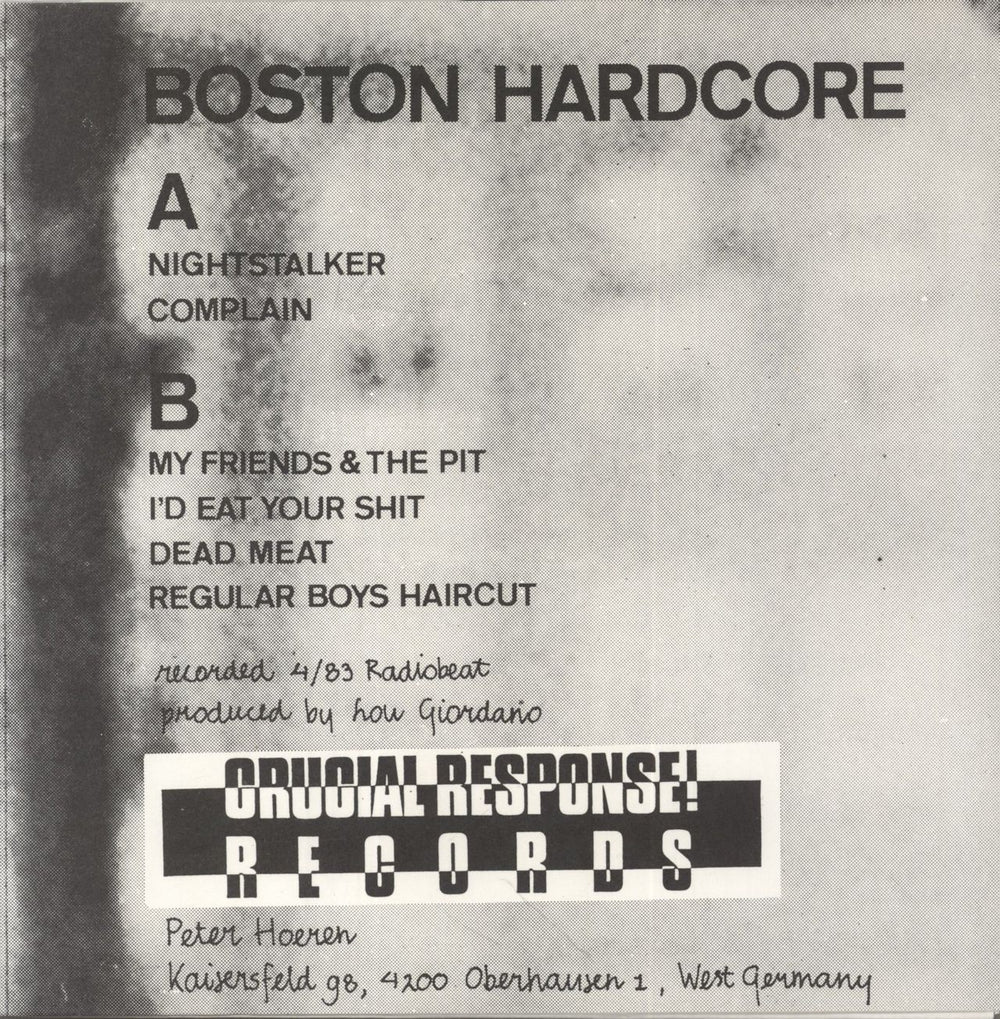 BOSTON HARDCORE
A
NIGHTSTALKER
COMPLAIN
B
MY FRIENDS & THE PIT
I'D EAT YOUR SHIT
DEAD MEAT
REGULAR BOYS HAIRCUT
recorded 4/83 Radiobeat
produced by Lou Giordano
CRUCIAL RESPONSE!
RECORDS
Peter Hoeren
Kaisersfeld 98, 4200 Oberhausen 1, West Germany